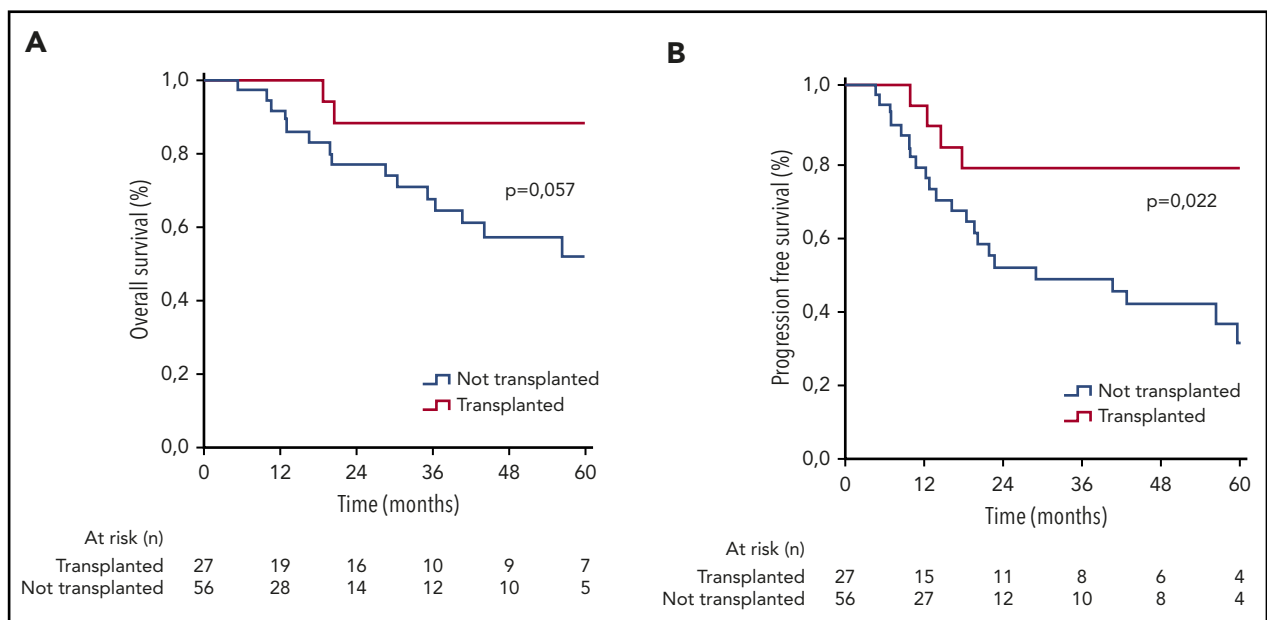 A
Overall survival (%)
1,0
0,8
0,6
0,4
0,2
0,0
p=0,057
Not transplanted
Transplanted
0 12 24 36 48 60
Time (months)
At risk (n)
Transplanted 27 19 16 10 9 7
Not transplanted 56 28 14 12 10 5
B
Progression free survival (%)
1,0
0,8
0,6
0,4
0,2
0,0
p=0,022
Not transplanted
Transplanted
0 12 24 36 48 60
Time (months)
At risk (n)
Transplanted 27 15 11 8 6 4
Not transplanted 56 27 12 10 8 4